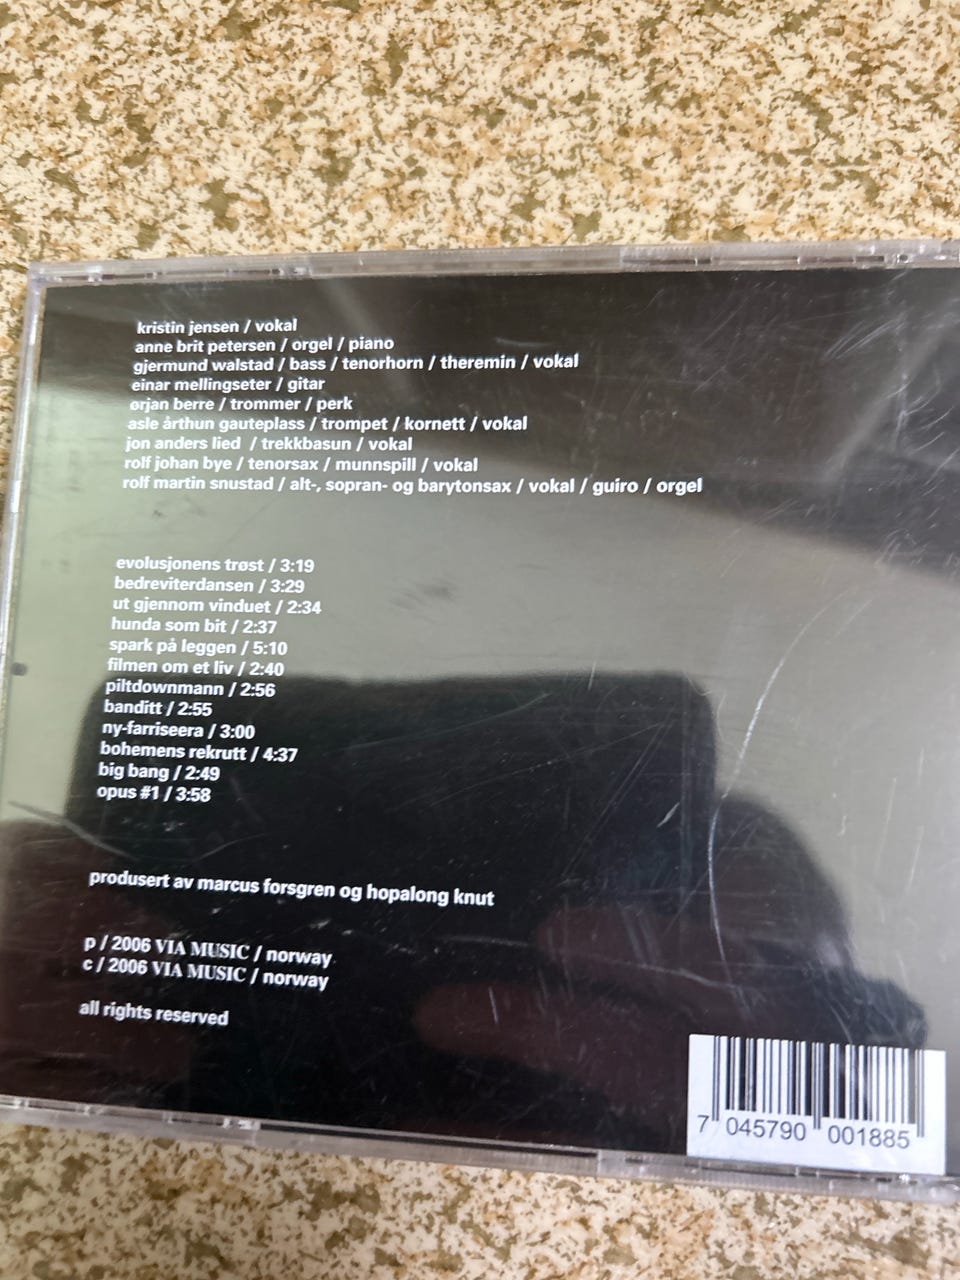 kristin jensen / vokal
anne brit petersen / orgel / piano
gjermund walstad / bass / tenorhorn / theremin / vokal
einar mellingseter / gitar
ørjan berre / trommer / perk
asle årthun gauteplass / trompet / kornett / vokal
jon anders lied / trekkbasun / vokal
rolf johan bye / tenorsax / munnspill / vokal
rolf martin snustad / alt-, sopran- og barytonsax / vokal / guiro / orgel
evolusjonens trøst / 3:19
bedreviterdansen / 3:29
ut gjennom vinduet / 2:34
hunda som bit / 2:37
spark på leggen / 5:10
filmen om et liv / 2:40
piltdownmann / 2:56
banditt / 2:55
ny-farriseera / 3:00
bohemens rekrutt / 4:37
big bang / 2:49
opus #1 / 3:58
produsert av marcus forsgren og hopalong knut
p / 2006 VIA MUSIC / norway
c / 2006 VIA MUSIC / norway
all rights reserved
7 045790 001885